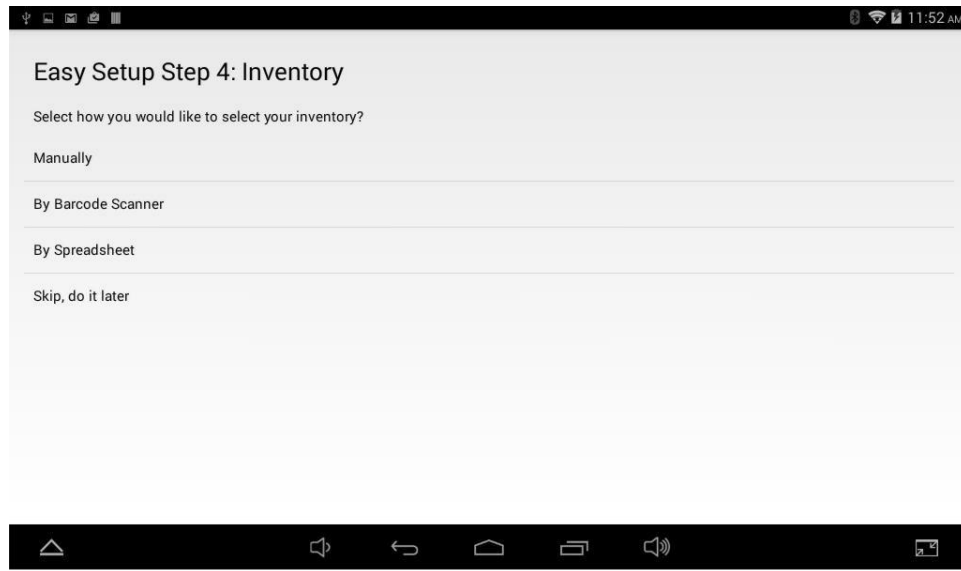 11:52 AM
Easy Setup Step 4: Inventory
Select how you would like to select your inventory?
Manually
By Barcode Scanner
By Spreadsheet
Skip, do it later